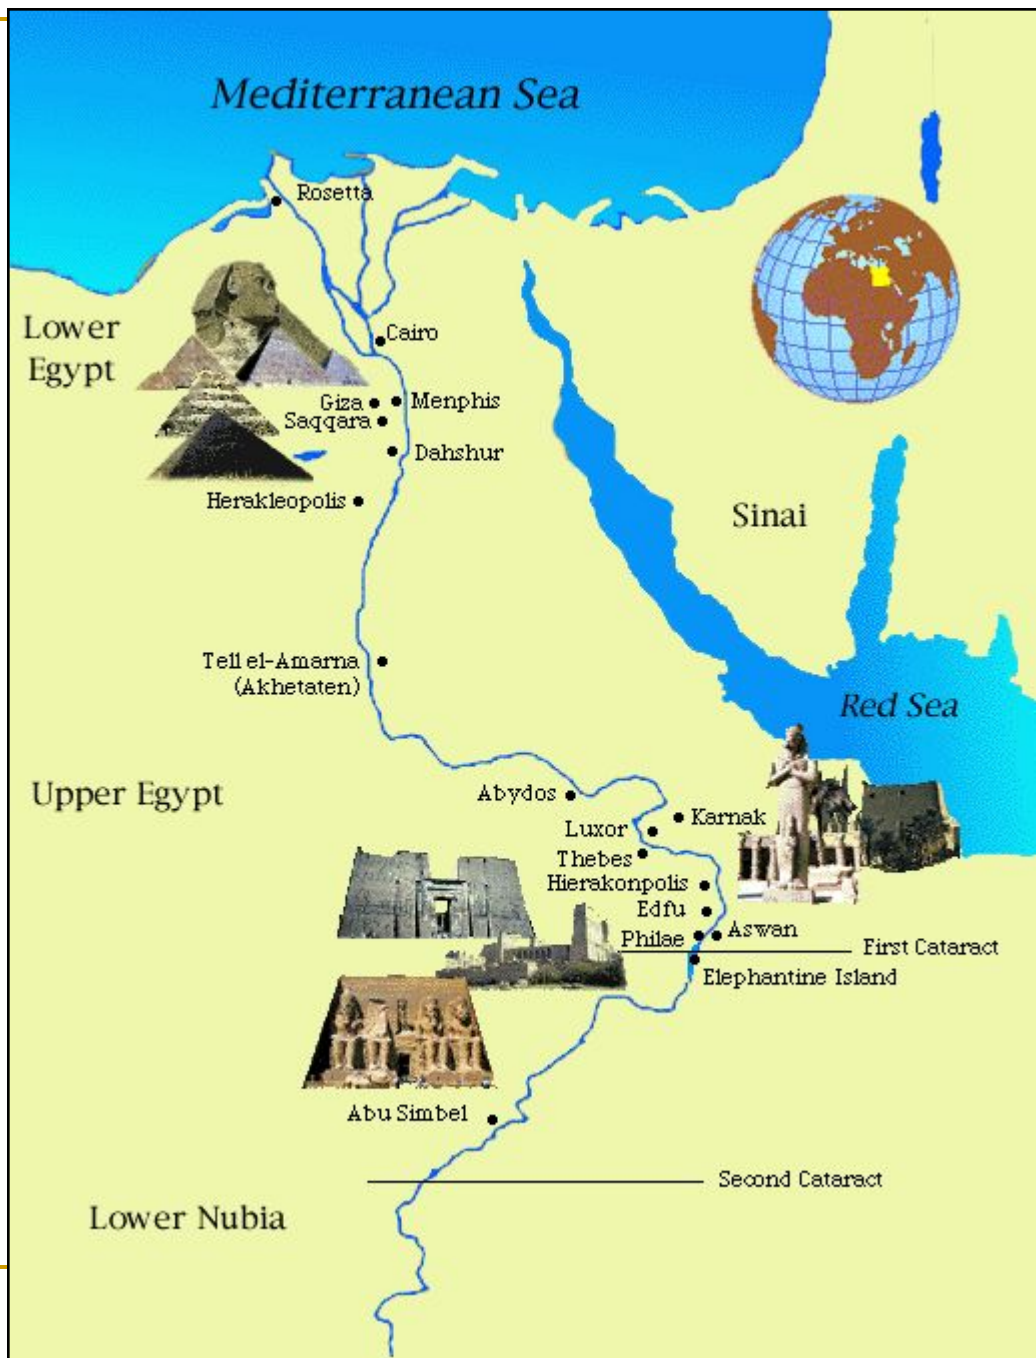 Mediterranean Sea
Rosetta
Lower
Egypt
Cairo
Giza
Menphis
Saqqara
Dahshur
Herakleopolis
Sinai
Tell el-Amarna
(Akhetaten)
Red Sea
Upper Egypt
Abydos
Karnak
Luxor
Thebes
Hierakonpolis
Edfu
Philae
Aswan
First Cataract
Elephantine Island
Abu Simbel
Second Cataract
Lower Nubia